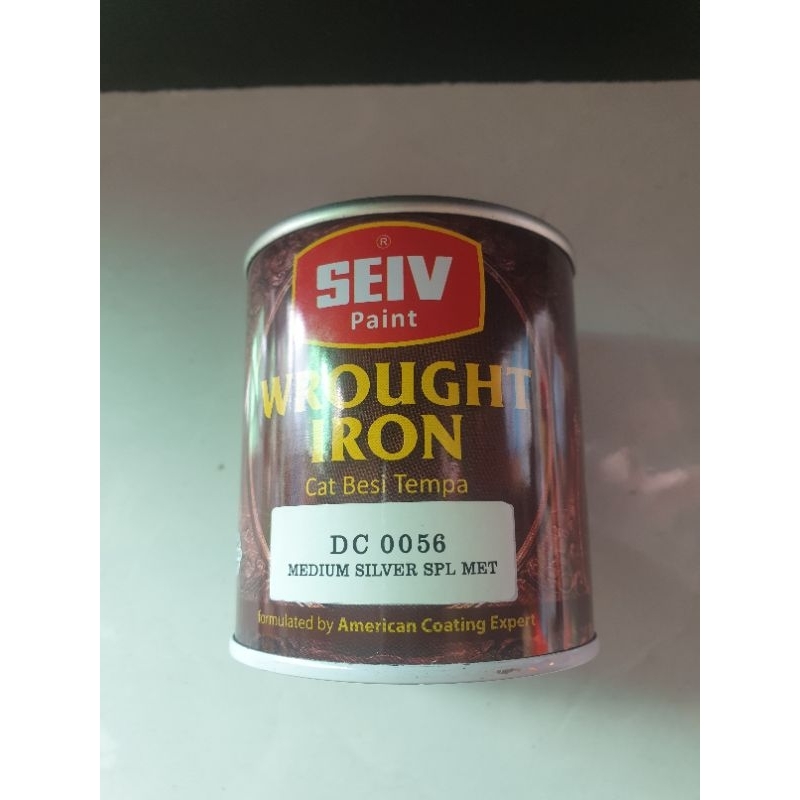 ®
SEIV
Paint
WROUGHT
IRON
Cat Besi Tempa
DC 0056
MEDIUM SILVER SPL MET
formulated by American Coating Expert